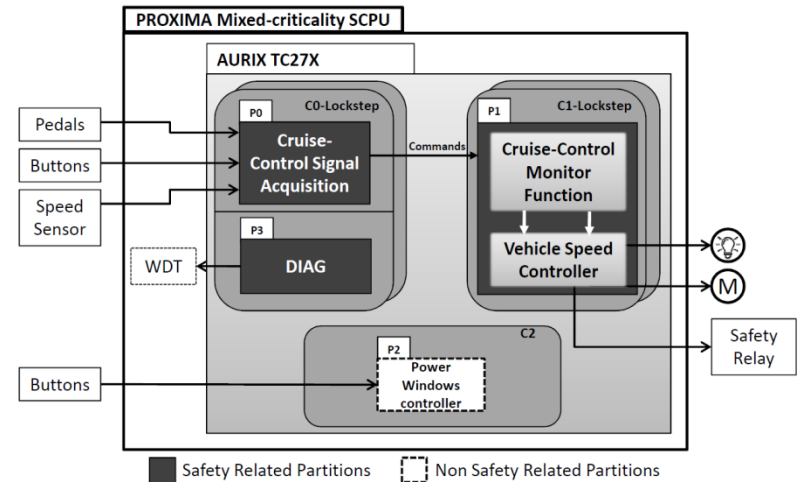 PROXIMA Mixed-criticality SCPU
AURIX TC27X
C0-Lockstep
P0
Cruise-
Control Signal
Acquisition
Commands
C1-Lockstep
P1
Cruise-Control
Monitor
Function
Vehicle Speed
Controller
Pedals
Buttons
Speed
Sensor
P3
DIAG
WDT
M
Safety
Relay
C2
P2
Power
Windows
controller
Buttons
Safety Related Partitions
Non Safety Related Partitions